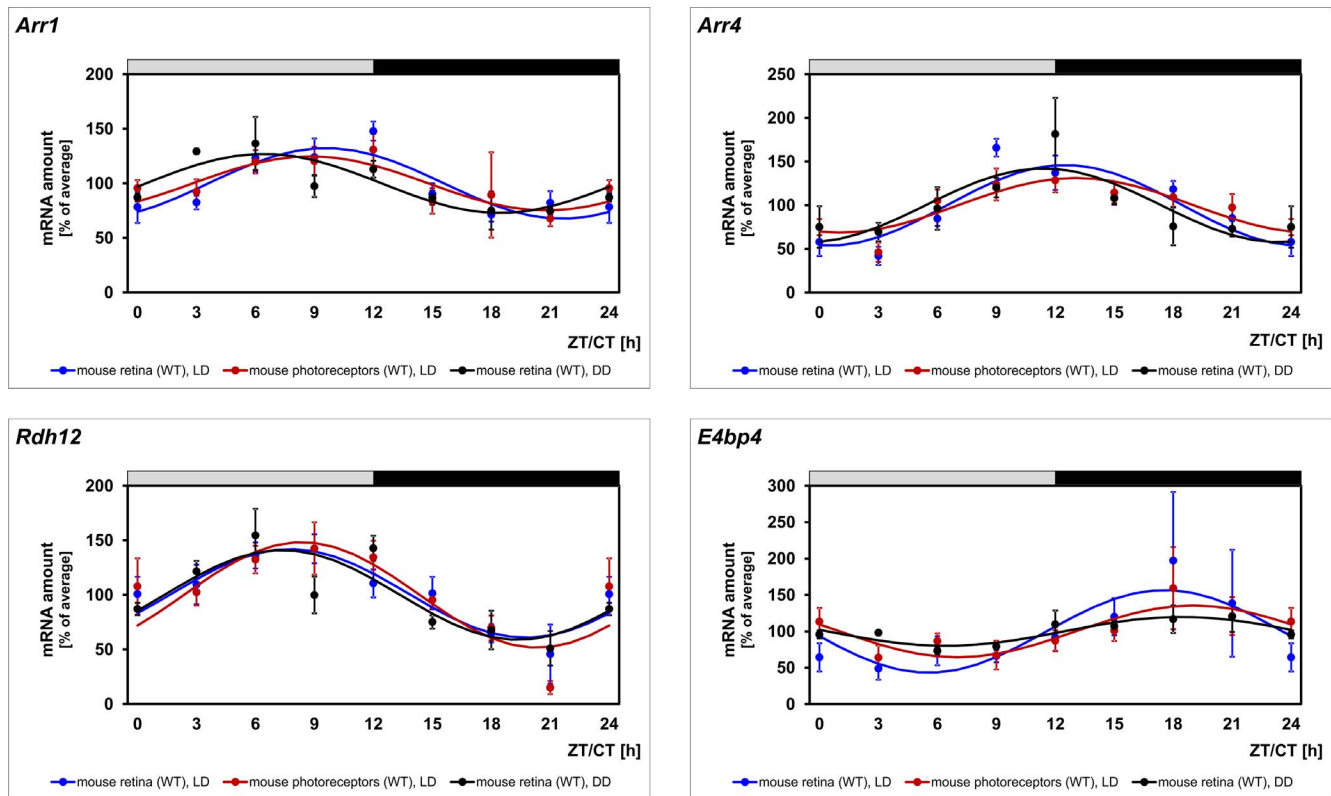 Arr1
mRNA amount
[% of average]
200
150
100
50
0
0 3 6 9 12 15 18 21 24
ZT/CT [h]
mouse retina (WT), LD mouse photoreceptors (WT), LD mouse retina (WT), DD
Arr4
mRNA amount
[% of average]
250
200
150
100
50
0
0 3 6 9 12 15 18 21 24
ZT/CT [h]
mouse retina (WT), LD mouse photoreceptors (WT), LD mouse retina (WT), DD
Rdh12
mRNA amount
[% of average]
200
150
100
50
0
0 3 6 9 12 15 18 21 24
ZT/CT [h]
mouse retina (WT), LD mouse photoreceptors (WT), LD mouse retina (WT), DD
E4bp4
mRNA amount
[% of average]
300
250
200
150
100
50
0
0 3 6 9 12 15 18 21 24
ZT/CT [h]
mouse retina (WT), LD mouse photoreceptors (WT), LD mouse retina (WT), DD